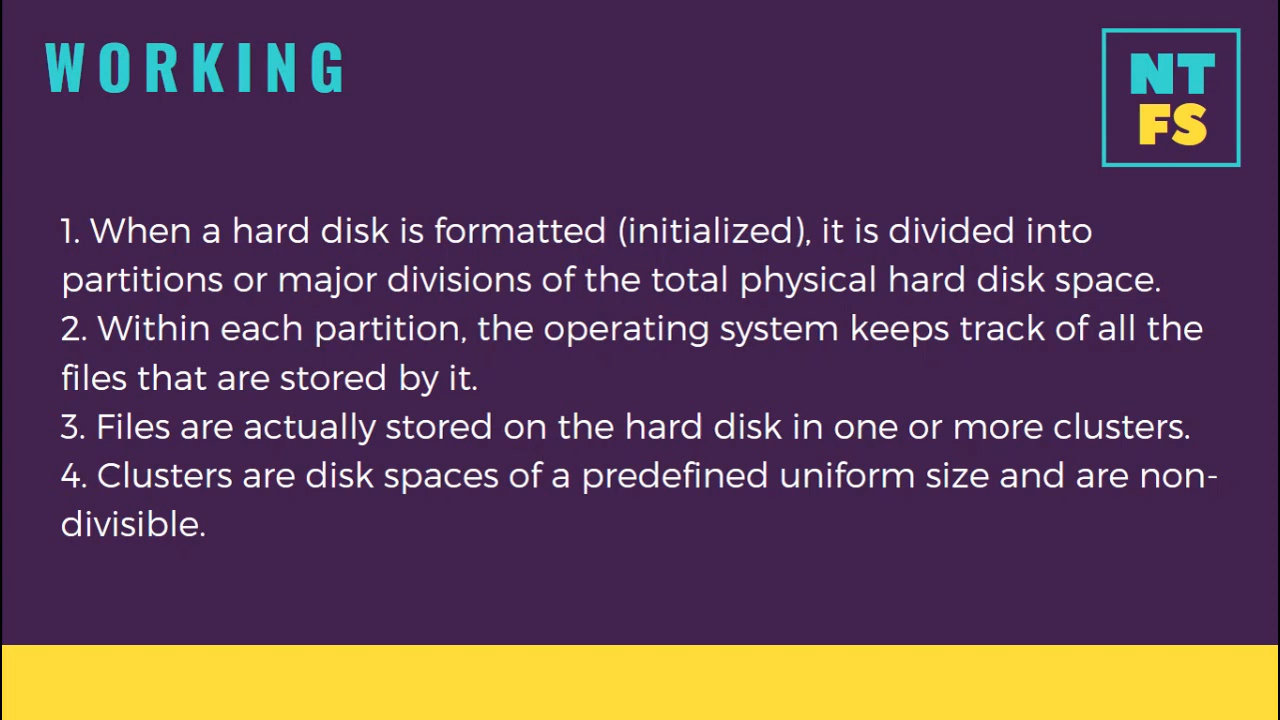 WORKING
NT
FS
1. When a hard disk is formatted (initialized), it is divided into
partitions or major divisions of the total physical hard disk space.
2. Within each partition, the operating system keeps track of all the
files that are stored by it.
3. Files are actually stored on the hard disk in one or more clusters.
4. Clusters are disk spaces of a predefined uniform size and are non-
divisible.